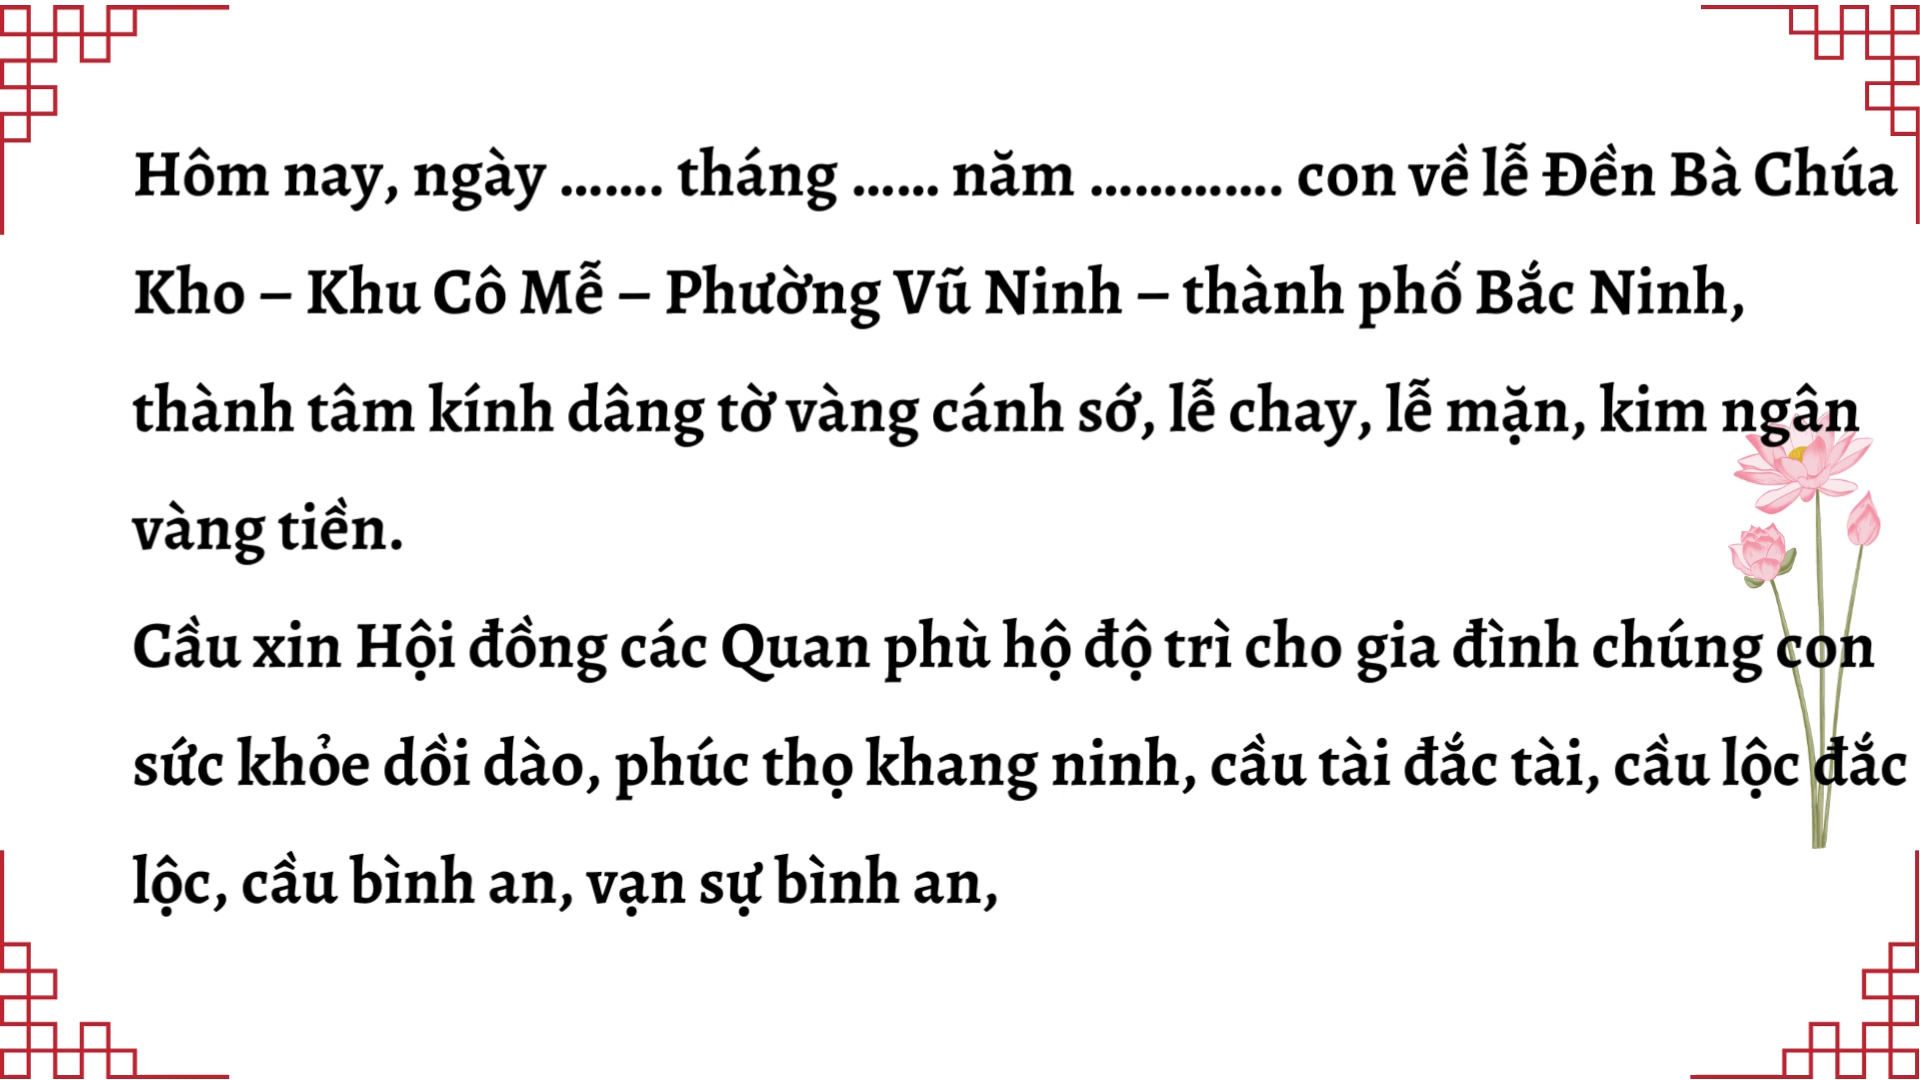 Hôm nay, ngày ....... tháng ...... năm ............. con về lễ Đền Bà Chúa
Kho – Khu Cô Mễ – Phường Vũ Ninh – thành phố Bắc Ninh,
thành tâm kính dâng tờ vàng cánh sớ, lễ chay, lễ mặn, kim ngân
vàng tiền.
Cầu xin Hội đồng các Quan phù hộ độ trì cho gia đình chúng con
sức khỏe dồi dào, phúc thọ khang ninh, cầu tài đắc tài, cầu lộc đắc
lộc, cầu bình an, vạn sự bình an,